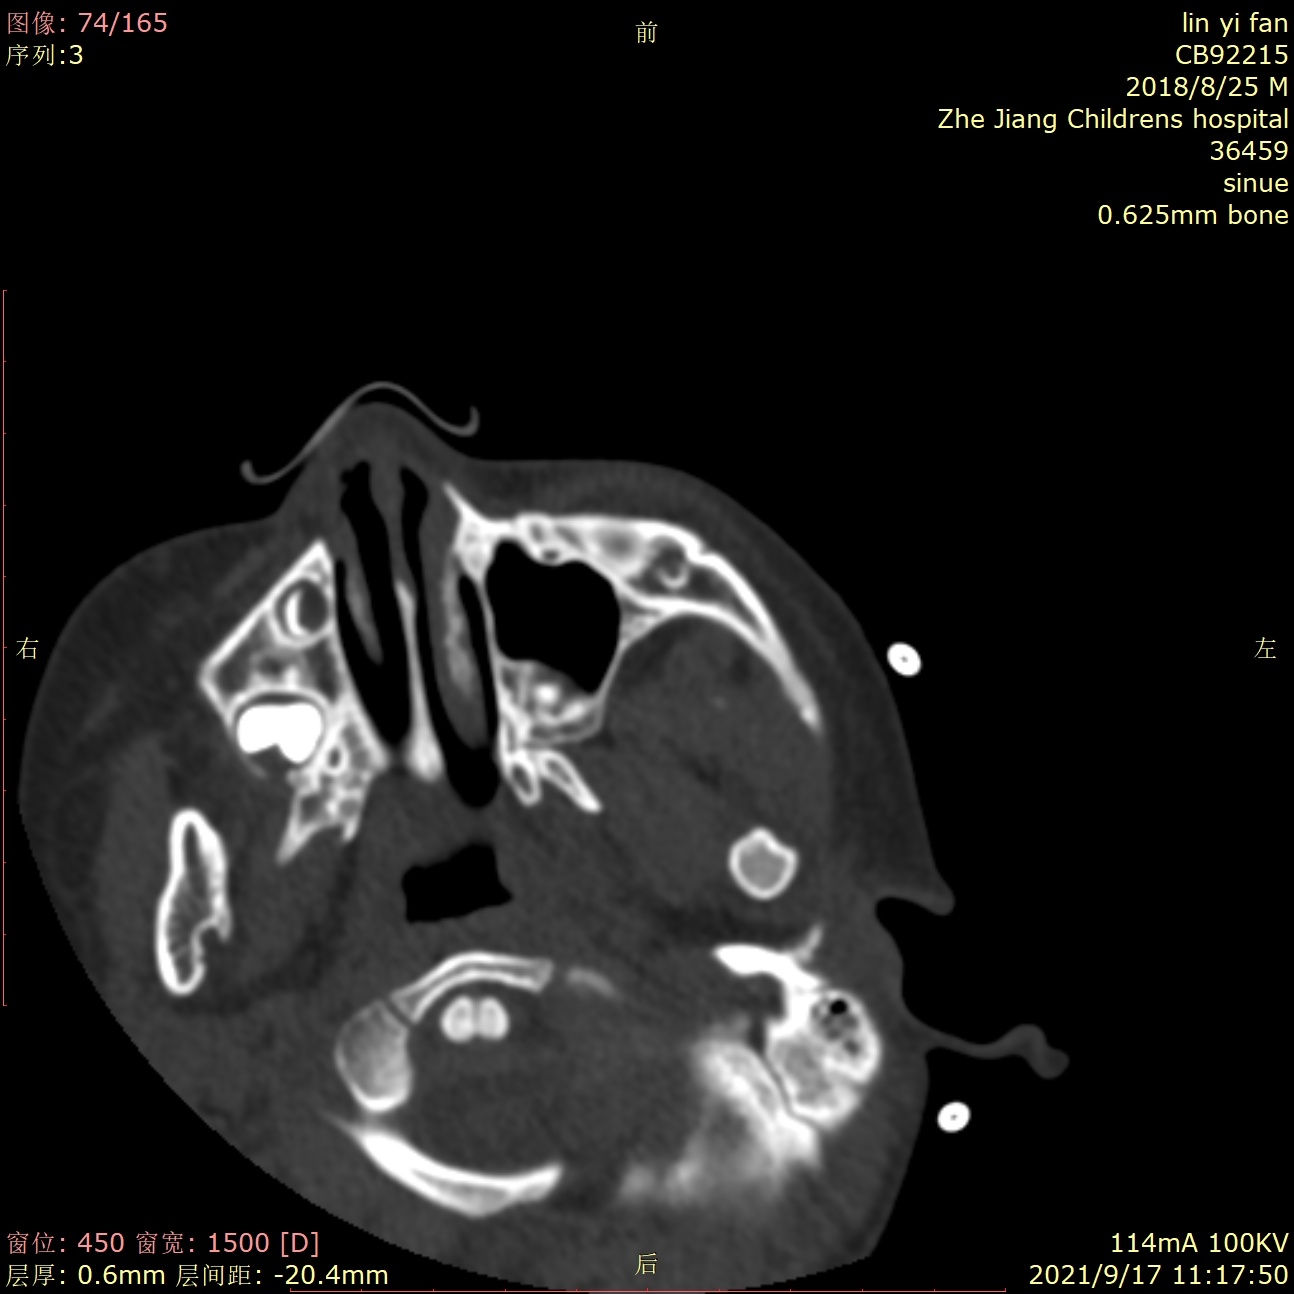 图像: 74/165
序列:3
前
lin yi fan
CB92215
2018/8/25 M
Zhe Jiang Childrens hospital
36459
sinue
0.625mm bone
右
左
窗位: 450 窗宽: 1500 [D]
层厚: 0.6mm 层间距: -20.4mm
后
114mA 100KV
2021/9/17 11:17:50